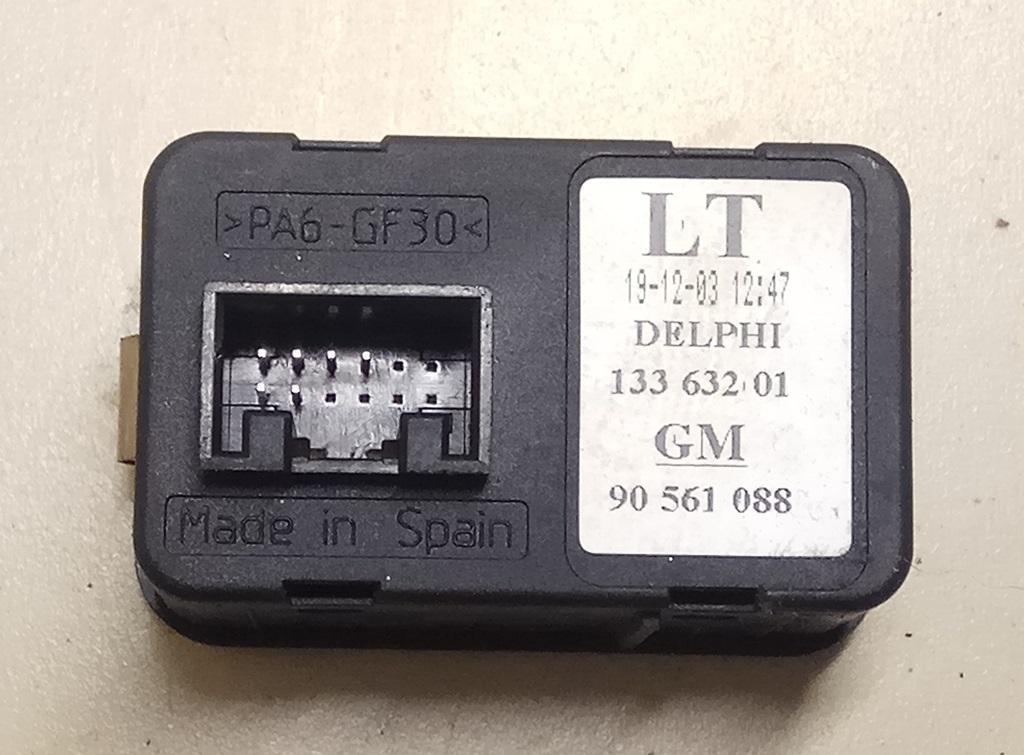 >PA6-GF30<
Made in Spain
LT
19-12-03 12:47
DELPHI
133 632 01
GM
90 561 088